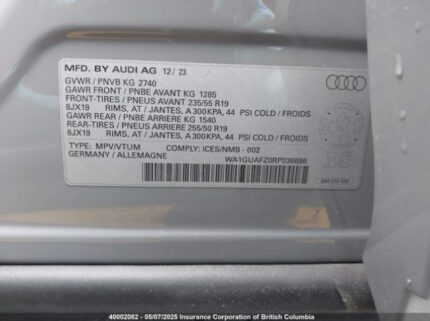 MFD. BY AUDI AG 12/ 23
GVWR / PNVB KG 2740
GAWR FRONT / PNBE AVANT KG 1285
FRONT-TIRES / PNEUS AVANT 235/55 R19
8JX19 RIMS, AT / JANTES, A 300KPA, 44 PSI COLD / FROIDS
GAWR REAR / PNBE ARRIERE KG 1540
REAR-TIRES / PNEUS ARRIERE 255/50 R19
8JX19 RIMS, AT / JANTES, A 300KPA, 44 PSI COLD / FROIDS
TYPE: MPV/VTUM COMPLY: ICES/NMB - 002
GERMANY / ALLEMAGNE WA1GUAFZ0RP036686
40002082 - 05/07/2025 Insurance Corporation of
British Columbia